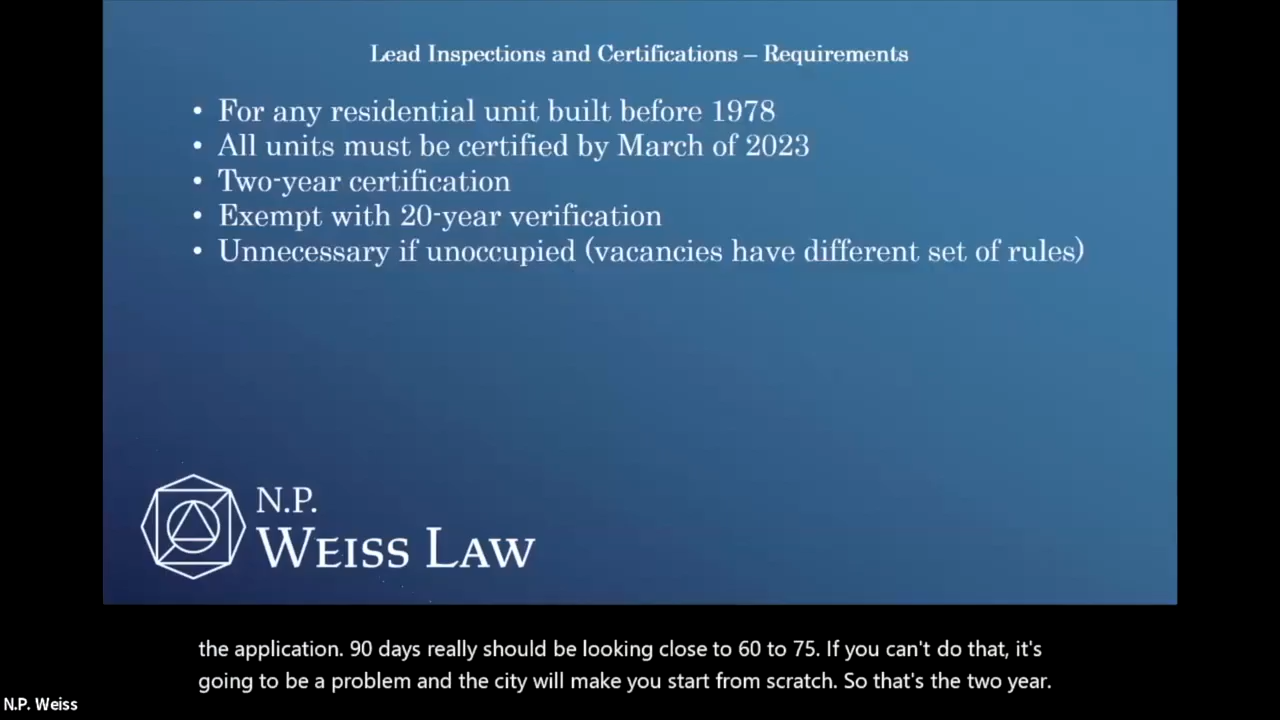 Lead Inspections and Certifications – Requirements
• For any residential unit built before 1978
• All units must be certified by March of 2023
• Two-year certification
• Exempt with 20-year verification
• Unnecessary if unoccupied (vacancies have different set of rules)
N.P.
WEISS LAW
the application. 90 days really should be looking close to 60 to 75. If you can't do that, it's
going to be a problem and the city will make you start from scratch. So that's the two year.
N.P. Weiss